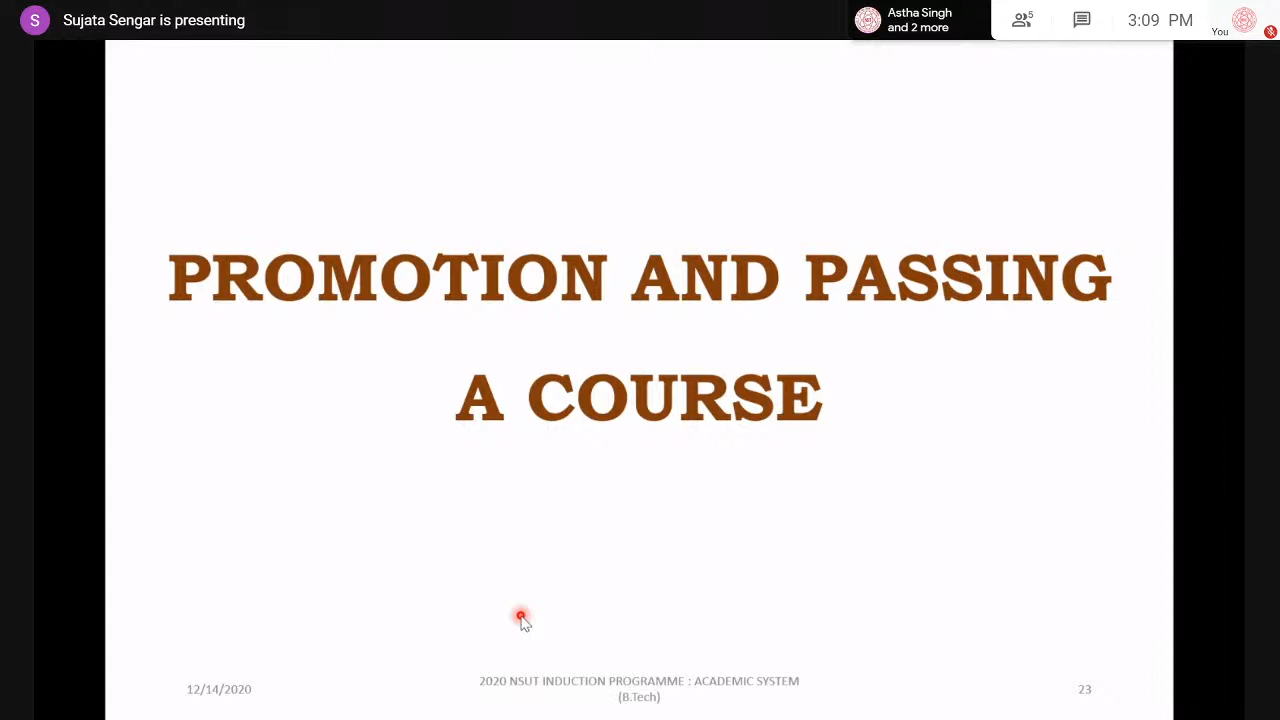 S Sujata Sengar is presenting
Astha Singh
and 2 more
5
3:09 PM
You
PROMOTION AND PASSING
A COURSE
12/14/2020
2020 NSUT INDUCTION PROGRAMME : ACADEMIC SYSTEM
(B.Tech)
23